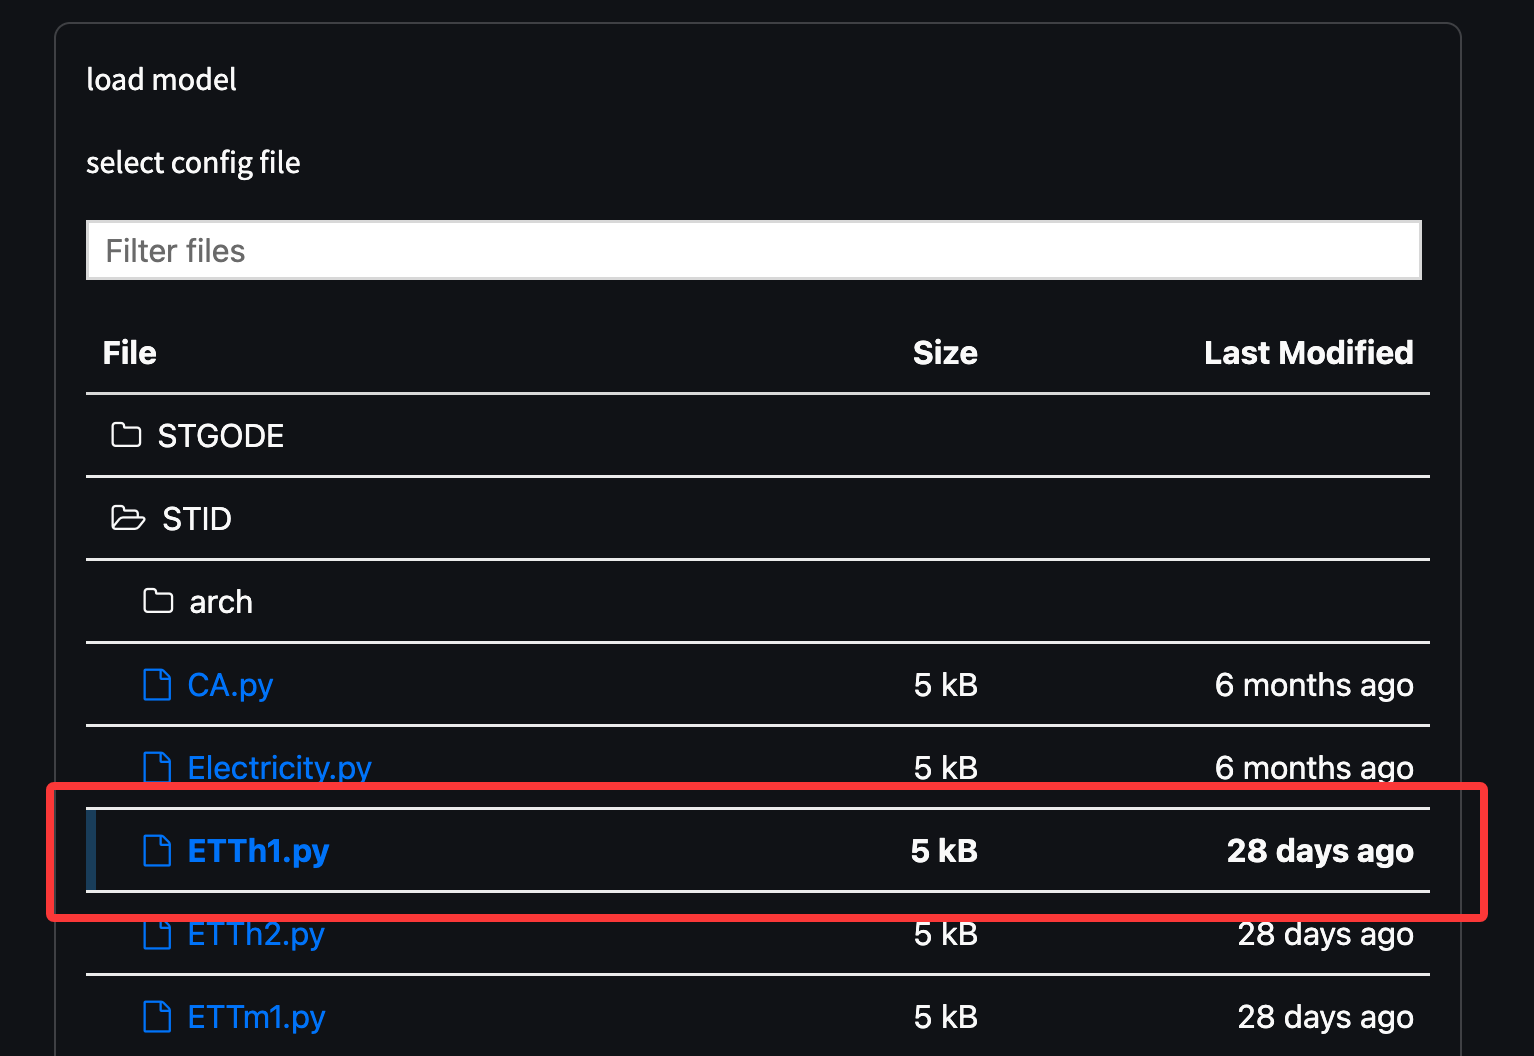 load model
select config file
Filter files
File Size Last Modified
STGODE
STID
arch
CA.py 5 kB 6 months ago
Electricity.py 5 kB 6 months ago
ETTh1.py 5 kB 28 days ago
ETTh2.py 5 kB 28 days ago
ETTm1.py 5 kB 28 days ago